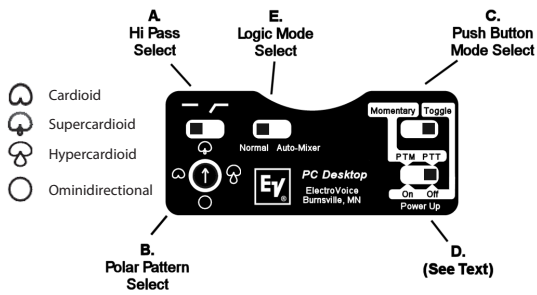 A.
Hi Pass
Select
E.
Logic Mode
Select
C.
Push Button
Mode Select
Cardioid
Supercardioid
Hypercardioid
Ominidirectional
Momentary Toggle
Normal Auto-Mixer
PTM PTT
On Off
Power Up
EV®
PC Desktop
ElectroVoice
Burnsville, MN
B.
Polar Pattern
Select
D.
(See Text)